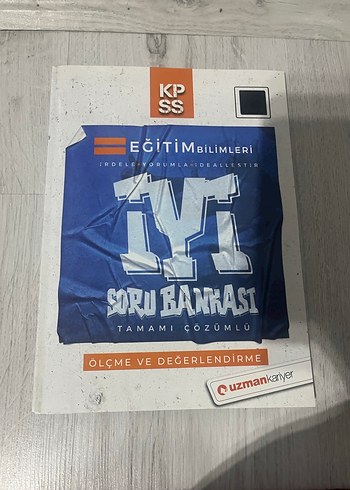 KP
SS
EĞİTİM BİLİMLERİ
İRDELE•YORUMLA•İDEALLEŞTİR
İYİ
SORU BANKASI
TAMAMI ÇÖZÜMLÜ
ÖLÇME VE DEĞERLENDİRME
uzmankariyer